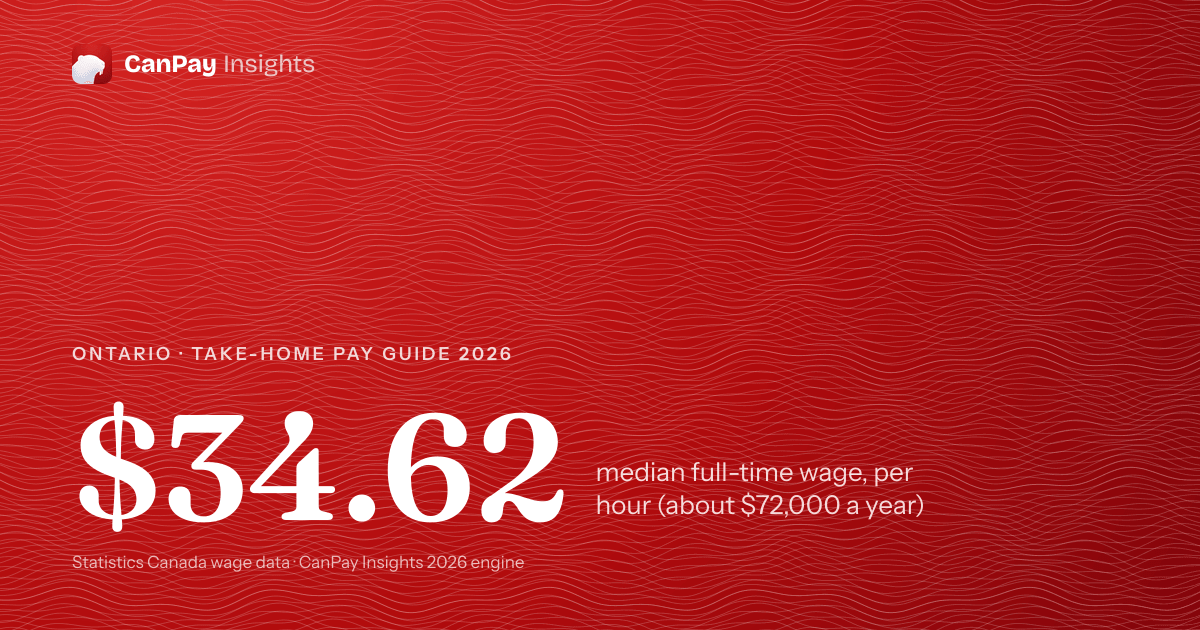 CanPay Insights
ONTARIO · TAKE-HOME PAY GUIDE 2026
$34.62
median full-time wage, per
hour (about $72,000 a year)
Statistics Canada wage data · CanPay Insights 2026 engine